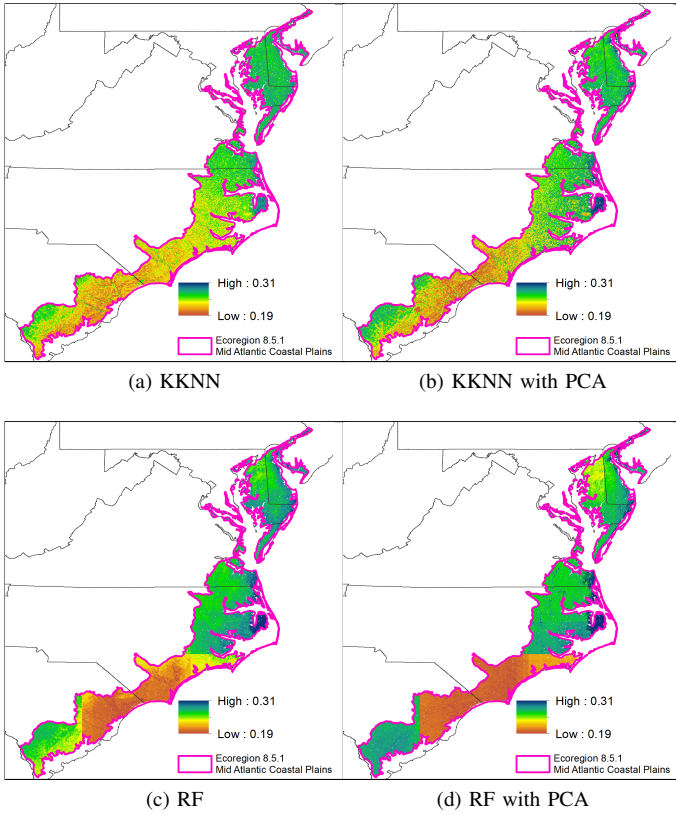 High : 0.31
Low : 0.19
Ecoregion 8.5.1
Mid Atlantic Coastal Plains
(a) KKNN
High : 0.31
Low : 0.19
Ecoregion 8.5.1
Mid Atlantic Coastal Plains
(b) KKNN with PCA
High : 0.31
Low : 0.19
Ecoregion 8.5.1
Mid Atlantic Coastal Plains
(c) RF
High : 0.31
Low : 0.19
Ecoregion 8.5.1
Mid Atlantic Coastal Plains
(d) RF with PCA